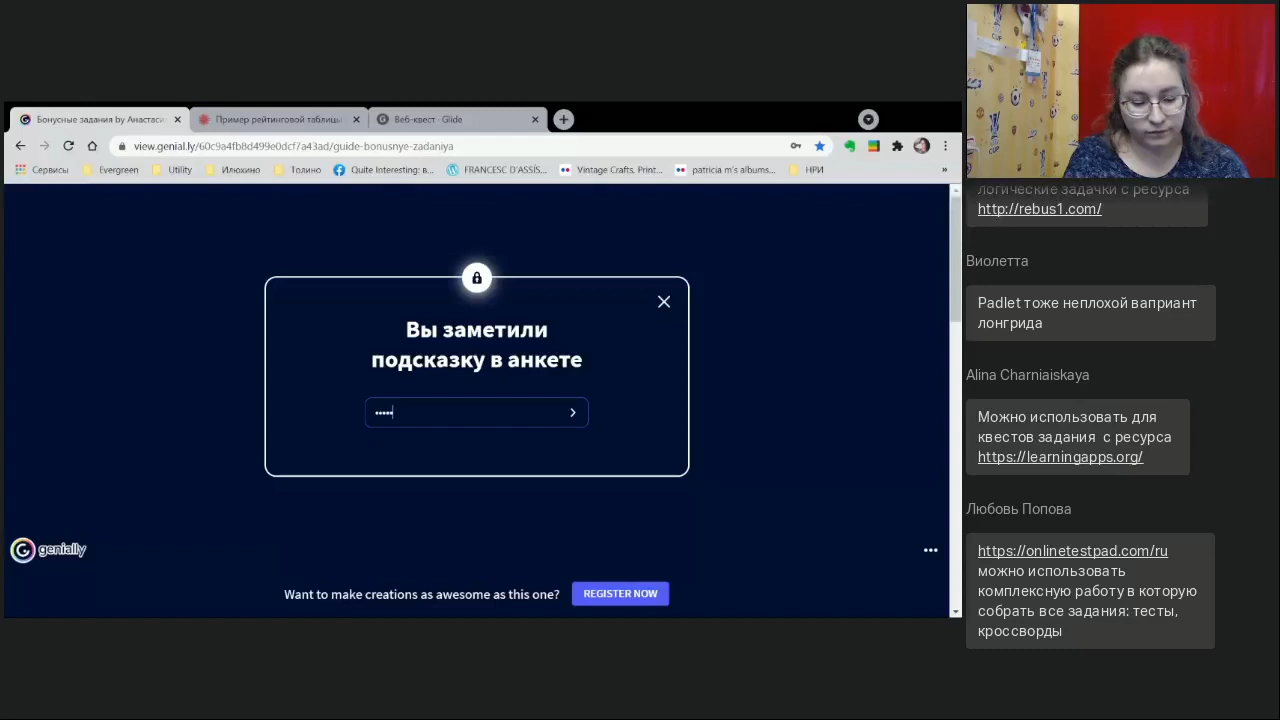 Бонусные задания by Анастаси
Пример рейтинговой таблицы
Веб-квест · Glide
view.genial.ly/60c9a4fb8d499e0dcf7a43ad/guide-bonusnye-zadaniya
Сервисы
Evergreen
Utility
Илюхино
Толино
Quite Interesting: в...
FRANCESC D'ASSÍS...
Vintage Crafts, Print...
patricia m's albums...
НРИ
»
Вы заметили
подсказку в анкете
•••••
genially
Want to make creations as awesome as this one?
REGISTER NOW
CUP
логические задачки с ресурса
http://rebus1.com/
Виолетта
Padlet тоже неплохой ваприант
лонгрида
Alina Charniaiskaya
Можно использовать для
квестов задания с ресурса
https://learningapps.org/
Любовь Попова
https://onlinetestpad.com/ru
можно использовать
комплексную работу в которую
собрать все задания: тесты,
кроссворды